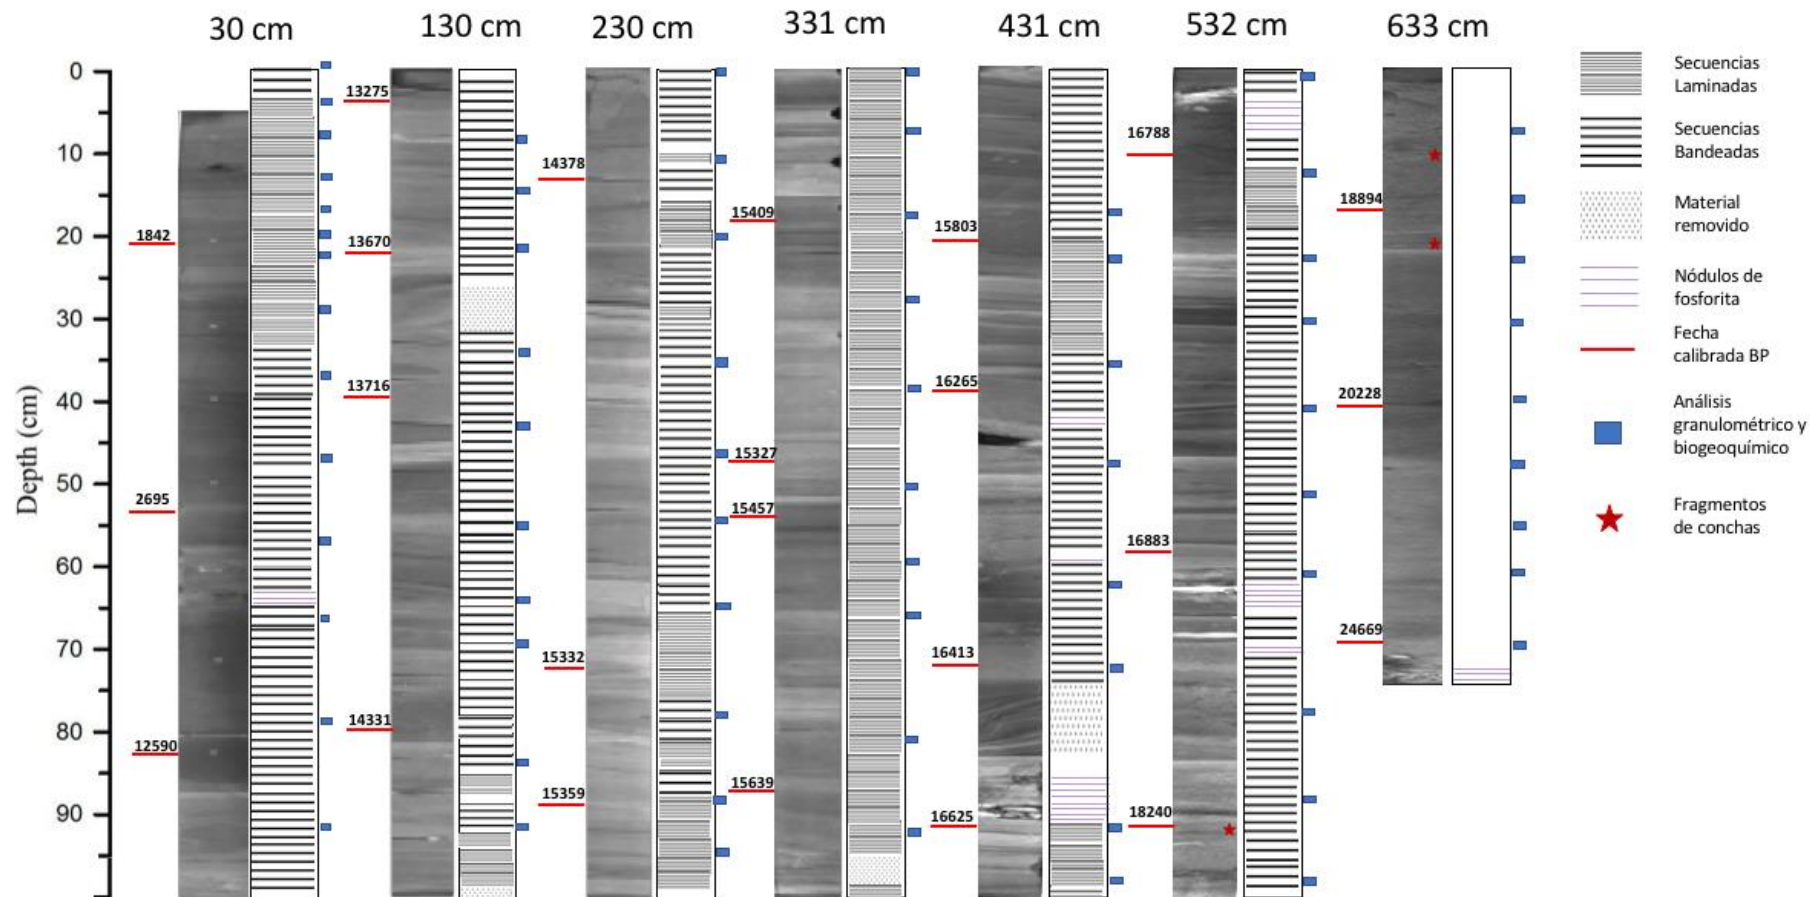 30 cm
130 cm
230 cm
331 cm
431 cm
532 cm
633 cm
Depth (cm)
0
10
20
30
40
50
60
70
80
90
1842
2695
12590
13275
13670
13716
14331
14378
15332
15359
15409
15327
15457
15639
15803
16265
16413
16625
16788
16883
18240
18894
20228
24669
Secuencias
Laminadas
Secuencias
Bandeadas
Material
removido
Nódulos de
fosforita
Fecha
calibrada BP
Análisis
granulométrico y
biogeoquímico
Fragmentos
de conchas